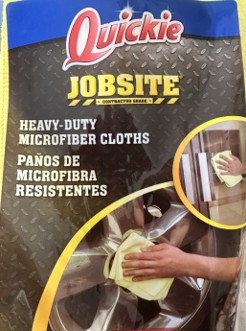 Quickie
JOBSITE
CONTRACTOR GRADE
HEAVY-DUTY
MICROFIBER CLOTHS
PAÑOS DE
MICROFIBRA
RESISTENTES